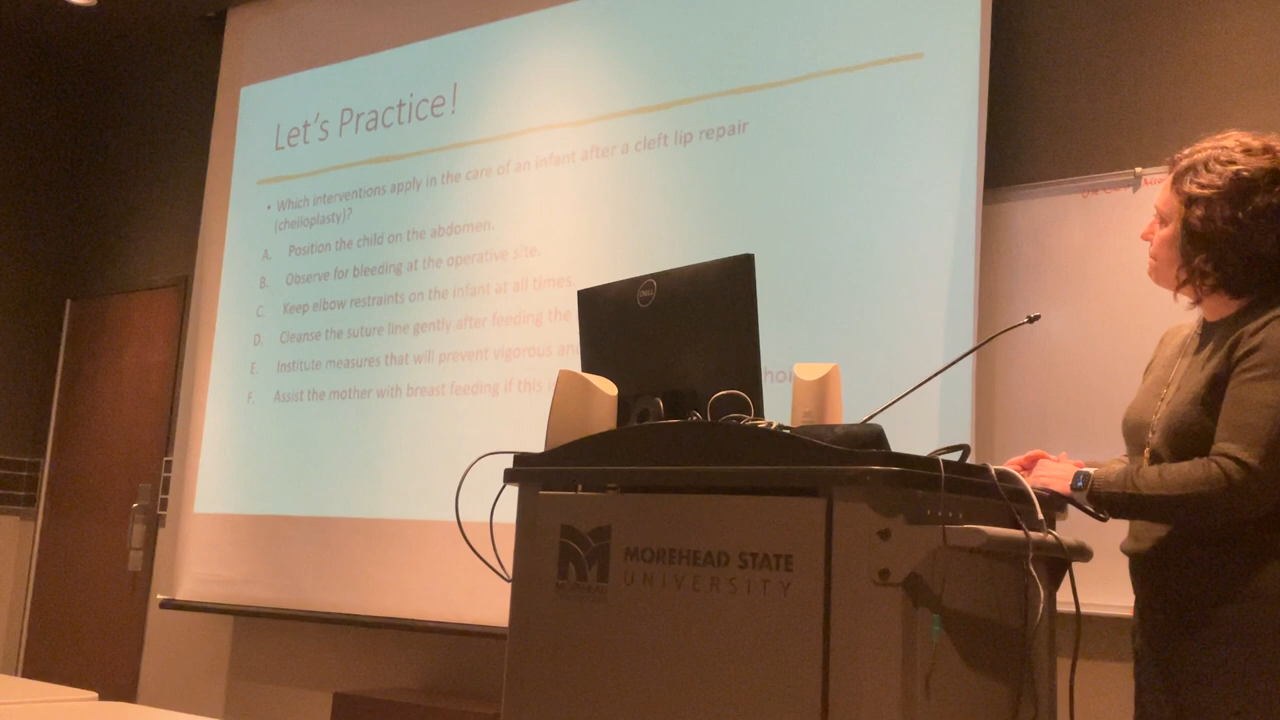 Let's Practice!
• Which interventions apply in the care of an infant after a cleft lip repair
(cheiloplasty)?
A. Position the child on the abdomen.
B. Observe for bleeding at the operative site.
C. Keep elbow restraints on the infant at all times.
D. Cleanse the suture line gently after feeding the
E. Institute measures that will prevent vigorous and
F. Assist the mother with breast feeding if this
DELL
MOREHEAD STATE
UNIVERSITY